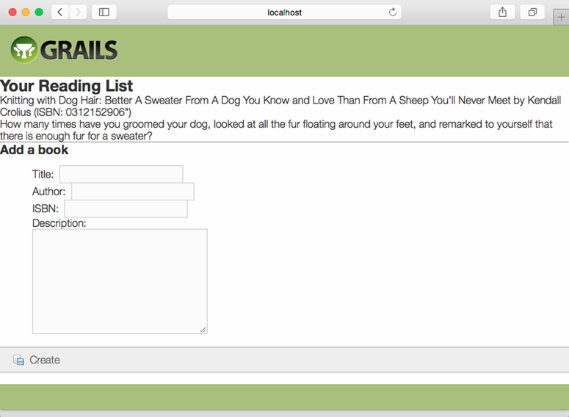 localhost
GRAILS
Your Reading List
Knitting with Dog Hair: Better A Sweater From A Dog You Know and Love Than From A Sheep You'll Never Meet by Kendall
Crolius (ISBN: 0312152906")
How many times have you groomed your dog, looked at all the fur floating around your feet, and remarked to yourself that
there is enough fur for a sweater?
Add a book
Title:
Author:
ISBN:
Description:
Create